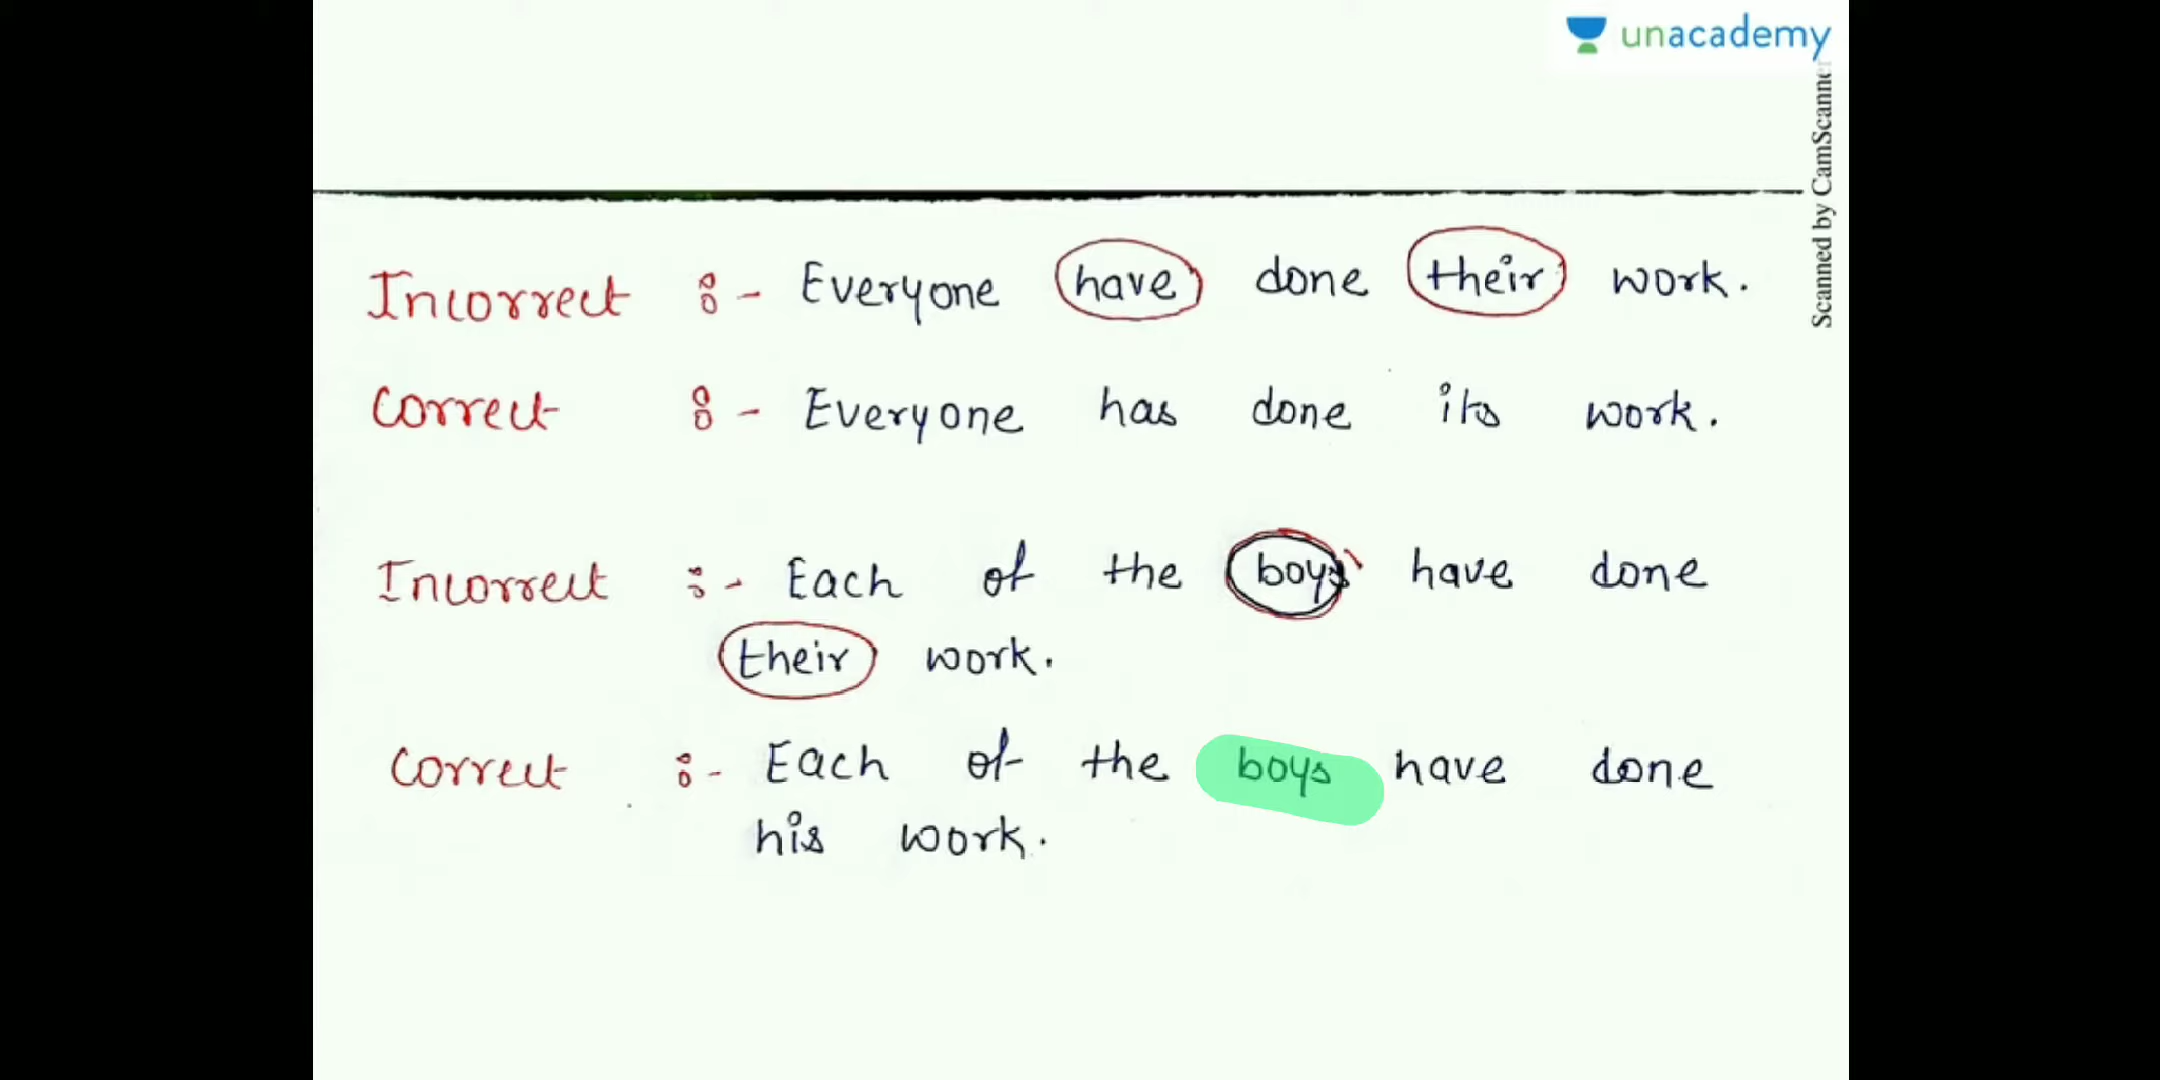 unacademy
Scanned by CamScanner
Incorrect :- Everyone have done their work.
Correct :- Everyone has done its work.
Incorrect :- Each of the boys have done
their work.
Correct :- Each of the boys have done
his work.